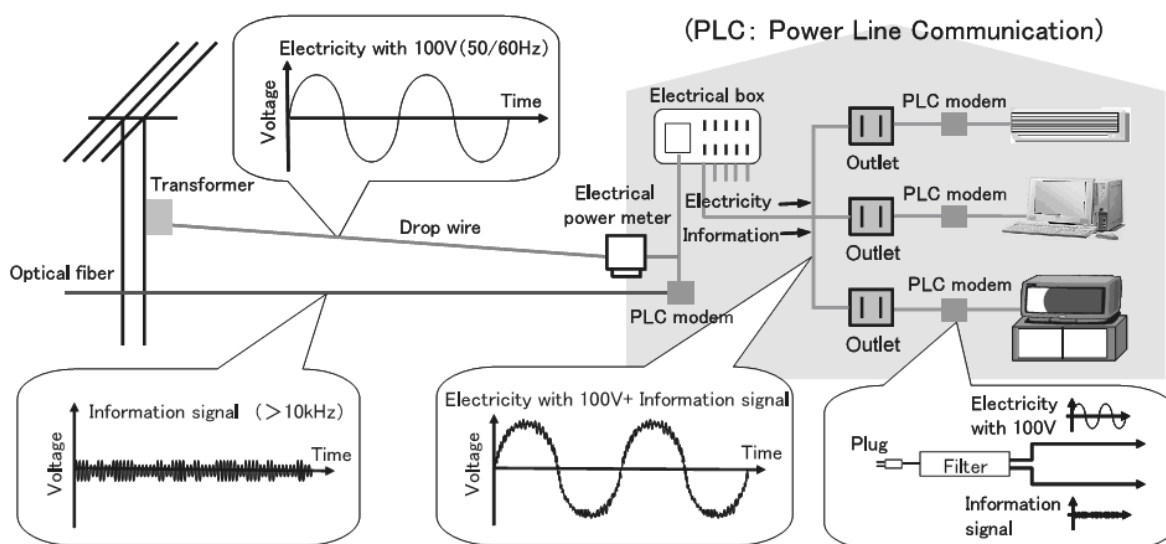 (PLC: Power Line Communication)
Electricity with 100V(50/60Hz)
Voltage
Time
Electrical box
PLC modem
Outlet
Transformer
Electrical
power meter
Electricity
PLC modem
Drop wire
Information
Outlet
Optical fiber
PLC modem
PLC modem
Outlet
Information signal (>10kHz)
Voltage
Time
Electricity with 100V+ Information signal
Voltage
Time
Electricity
with 100V
Plug
Filter
Information
signal